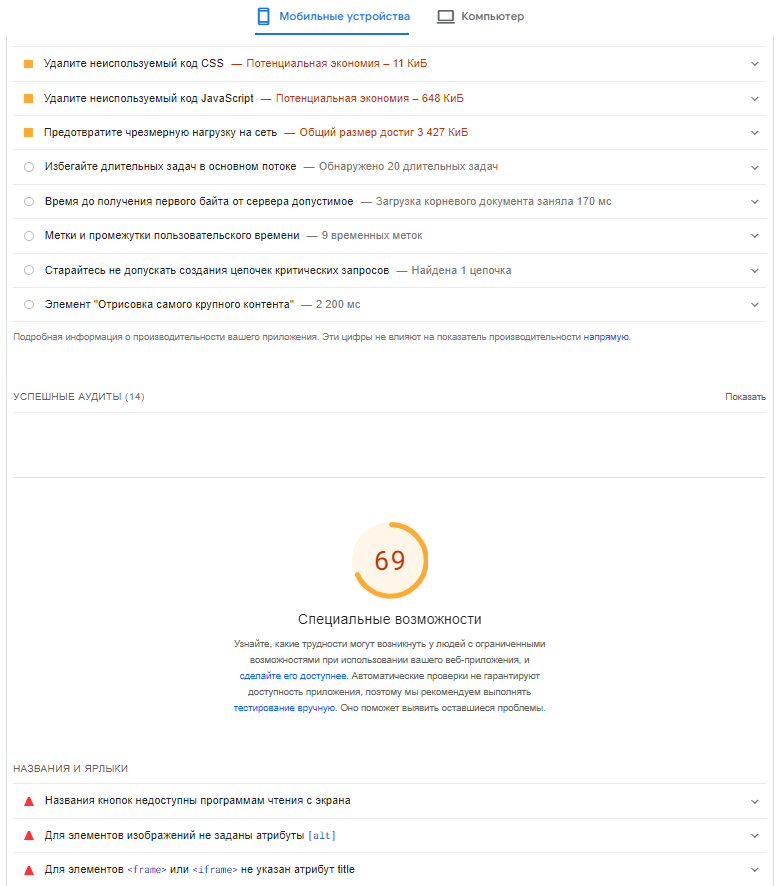 Мобильные устройства Компьютер
Удалите неиспользуемый код CSS — Потенциальная экономия – 11 КиБ
Удалите неиспользуемый код JavaScript — Потенциальная экономия – 648 КиБ
Предотвратите чрезмерную нагрузку на сеть — Общий размер достиг 3 427 КиБ
Избегайте длительных задач в основном потоке — Обнаружено 20 длительных задач
Время до получения первого байта от сервера допустимое — Загрузка корневого документа заняла 170 мс
Метки и промежутки пользовательского времени — 9 временных меток
Старайтесь не допускать создания цепочек критических запросов — Найдена 1 цепочка
Элемент "Отрисовка самого крупного контента" — 2 200 мс
Подробная информация о производительности вашего приложения. Эти цифры не влияют на показатель производительности напрямую.
УСПЕШНЫЕ АУДИТЫ (14) Показать
69
Специальные возможности
Узнайте, какие трудности могут возникнуть у людей с ограниченными
возможностями при использовании вашего веб-приложения, и
сделайте его доступнее. Автоматические проверки не гарантируют
доступность приложения, поэтому мы рекомендуем выполнять
тестирование вручную. Оно поможет выявить оставшиеся проблемы.
НАЗВАНИЯ И ЯРЛЫКИ
Названия кнопок недоступны программам чтения с экрана
Для элементов изображений не заданы атрибуты [alt]
Для элементов <frame> или <iframe> не указан атрибут title